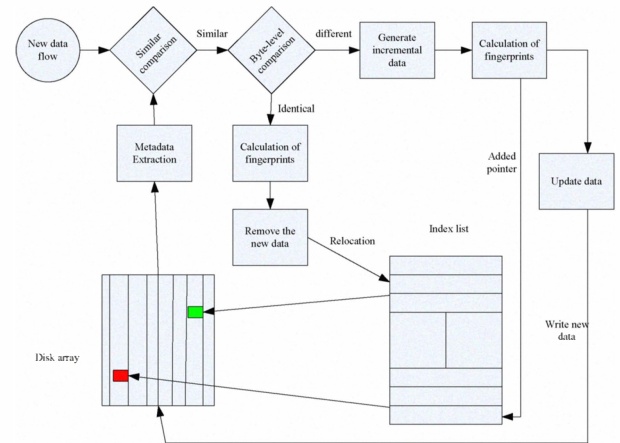 New data
flow
Similar
comparison
Similar
Byte-level
comparison
different
Generate
incremental
data
Calculation of
fingerprints
Identical
Metadata
Extraction
Calculation of
fingerprints
Added
pointer
Update data
Remove the
new data
Relocation
Index list
Disk array
Write new
data